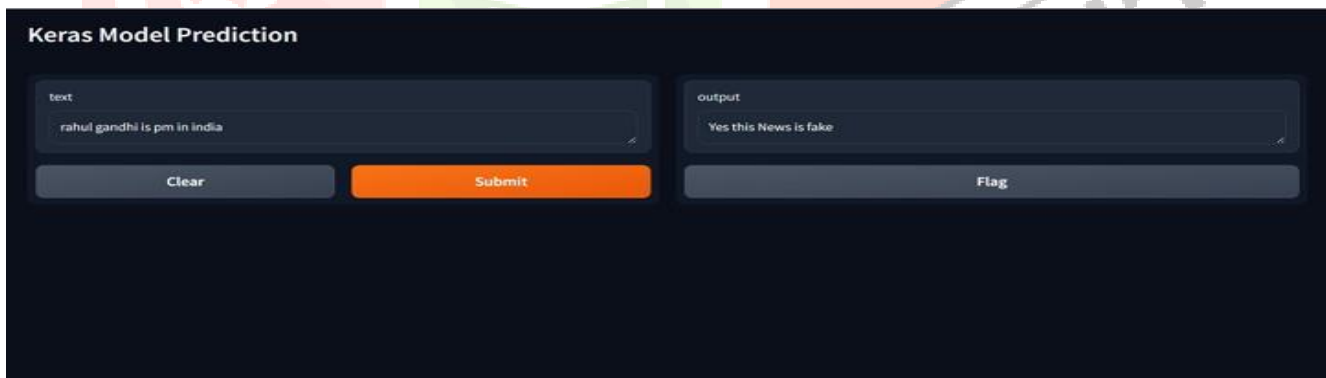 Keras Model Prediction
text
rahul gandhi is pm in india
Clear
Submit
output
Yes this News is fake
Flag